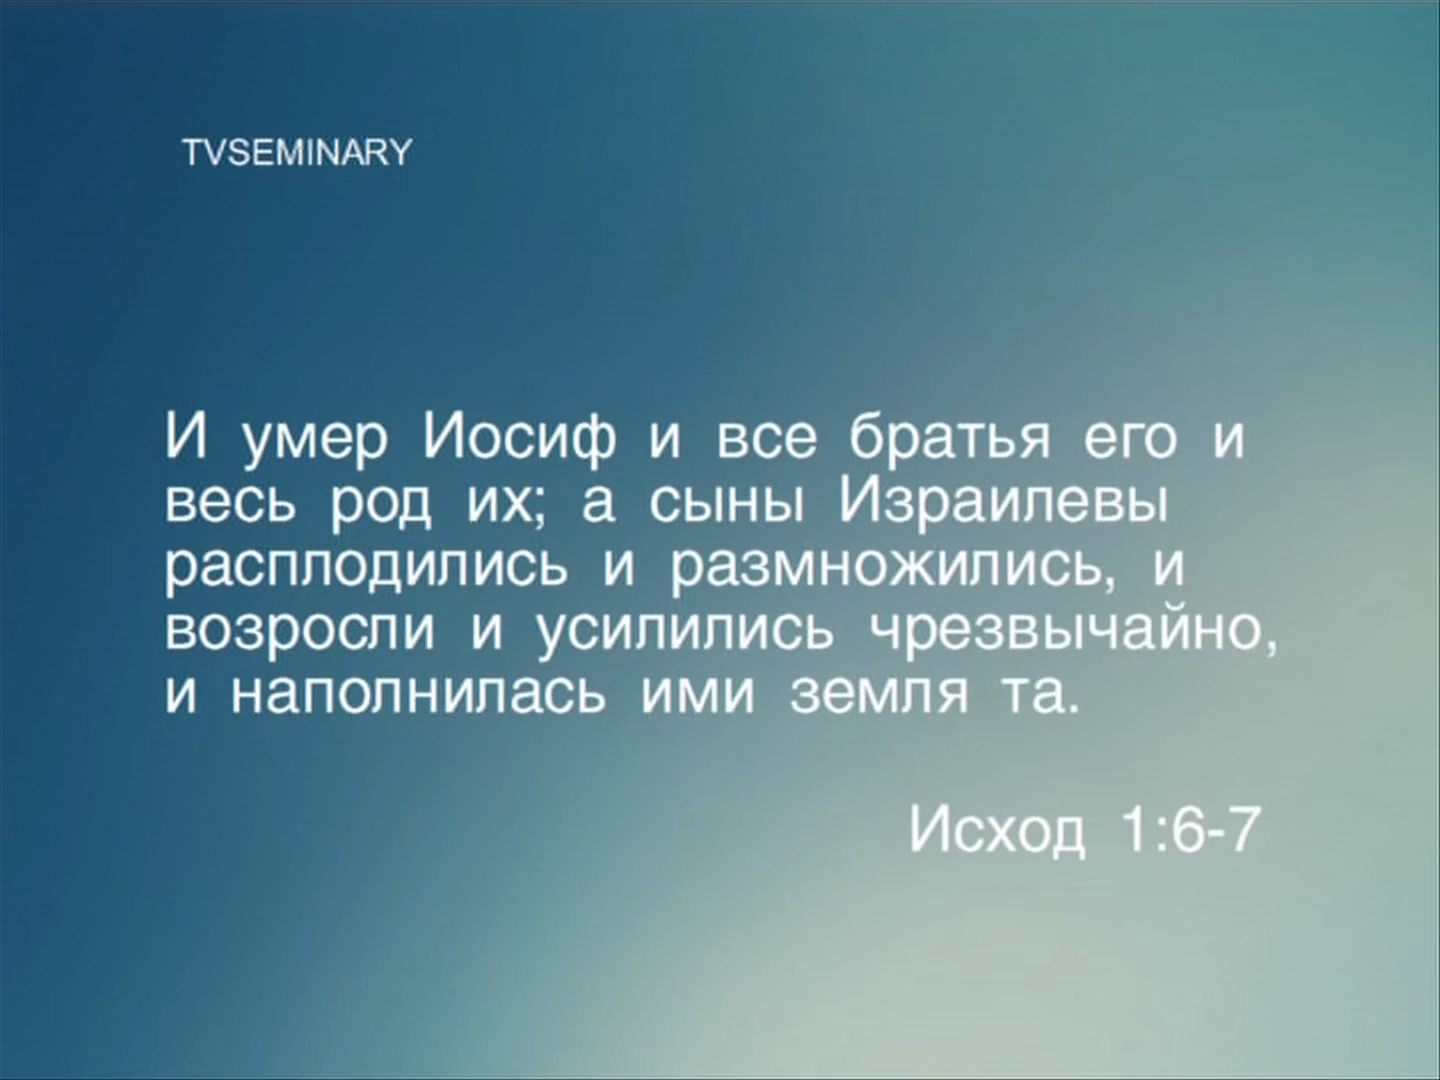 TVSEMINARY
И умер Иосиф и все братья его и
весь род их; а сыны Израилевы
расплодились и размножились, и
возросли и усилились чрезвычайно,
и наполнилась ими земля та.
Исход 1:6-7